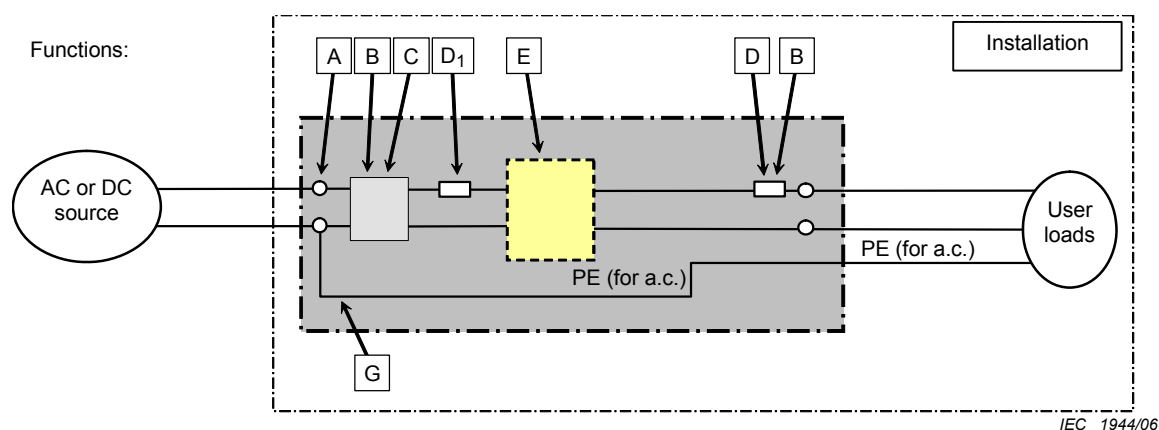 Functions:
Installation
A
B
C
D₁
E
D
B
AC or DC
source
User
loads
PE (for a.c.)
PE (for a.c.)
G
IEC 1944/06